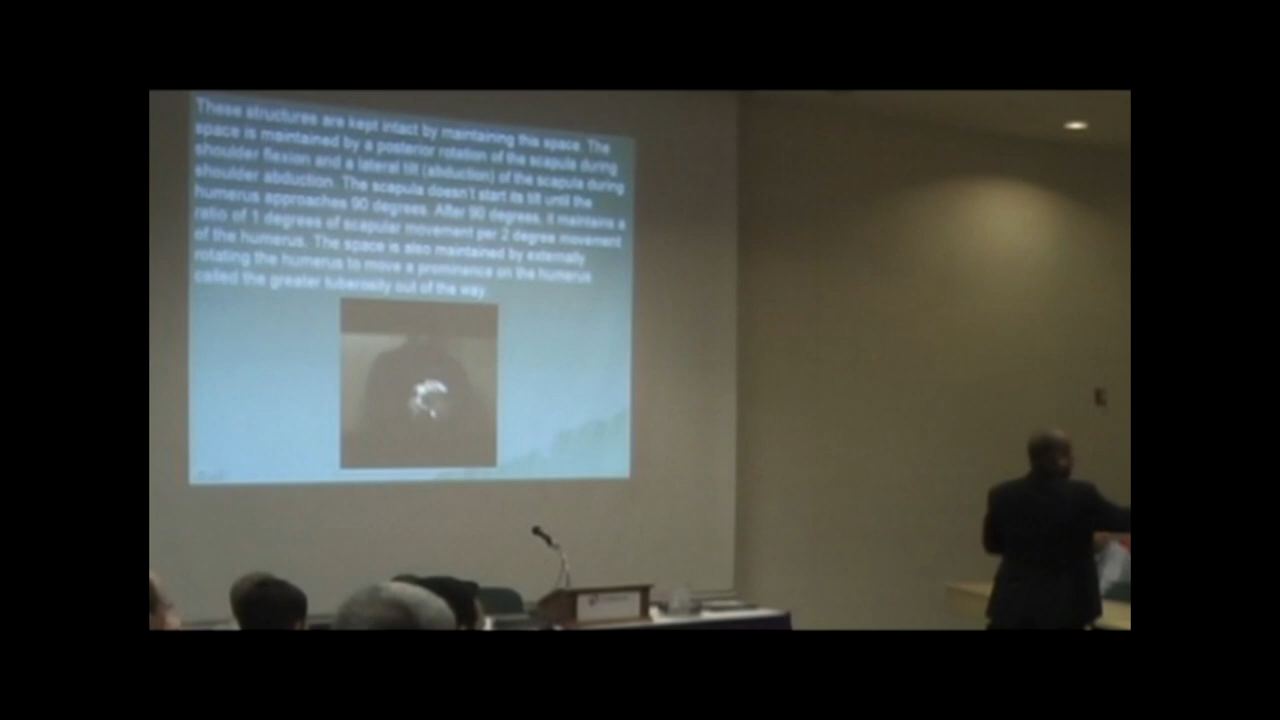 These structures are kept intact by maintaining this space. The
space is maintained by a posterior rotation of the scapula during
shoulder flexion and a lateral tilt (abduction) of the scapula during
shoulder abduction. The scapula doesn't start its tilt until the
humerus approaches 90 degrees. After 90 degrees, it maintains a
ratio of 1 degrees of scapular movement per 2 degree movement
of the humerus. The space is also maintained by externally
rotating the humerus to move a prominence on the humerus
called the greater tuberosity out of the way.